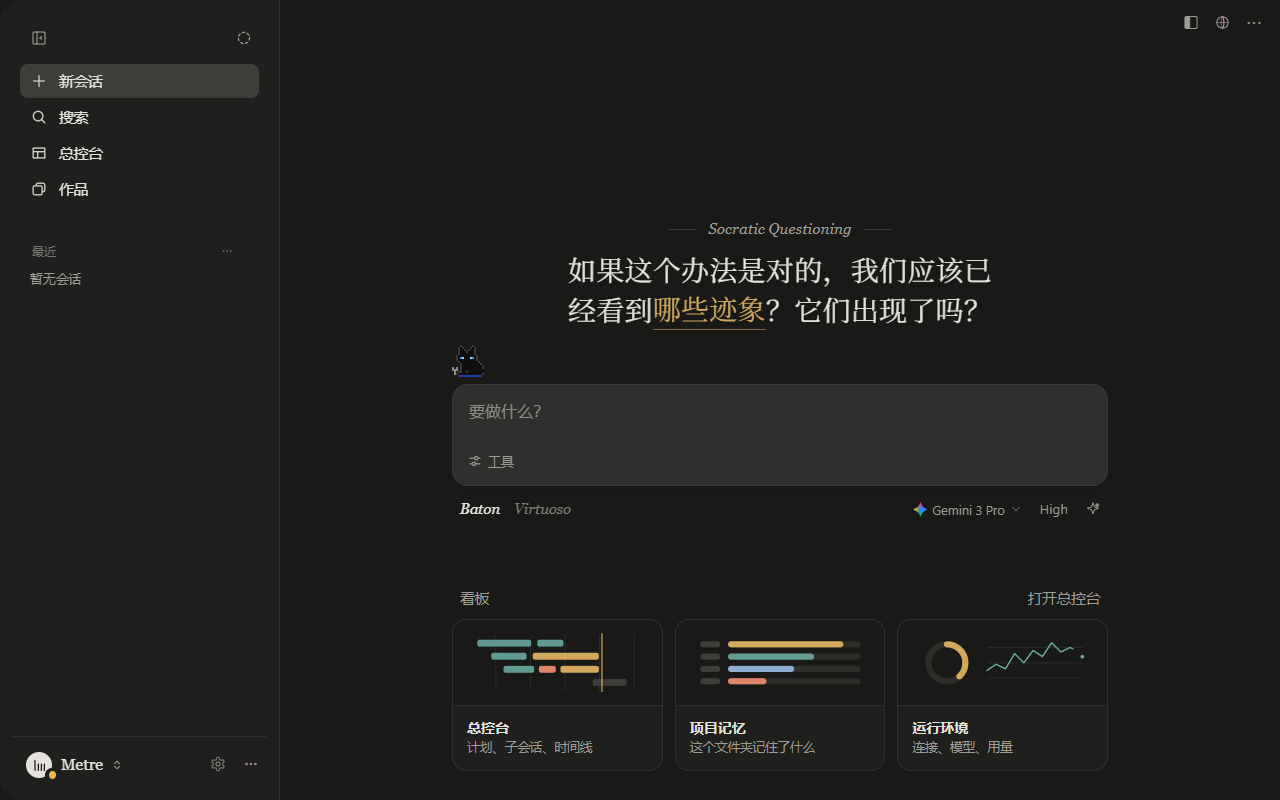 新会话
搜索
总控台
作品
最近
暂无会话
Metre
Socratic Questioning
如果这个办法是对的，我们应该已
经看到哪些迹象？它们出现了吗？
要做什么？
工具
Baton Virtuoso
Gemini 3 Pro High
看板
打开总控台
总控台
计划、子会话、时间线
项目记忆
这个文件夹记住了什么
运行环境
连接、模型、用量